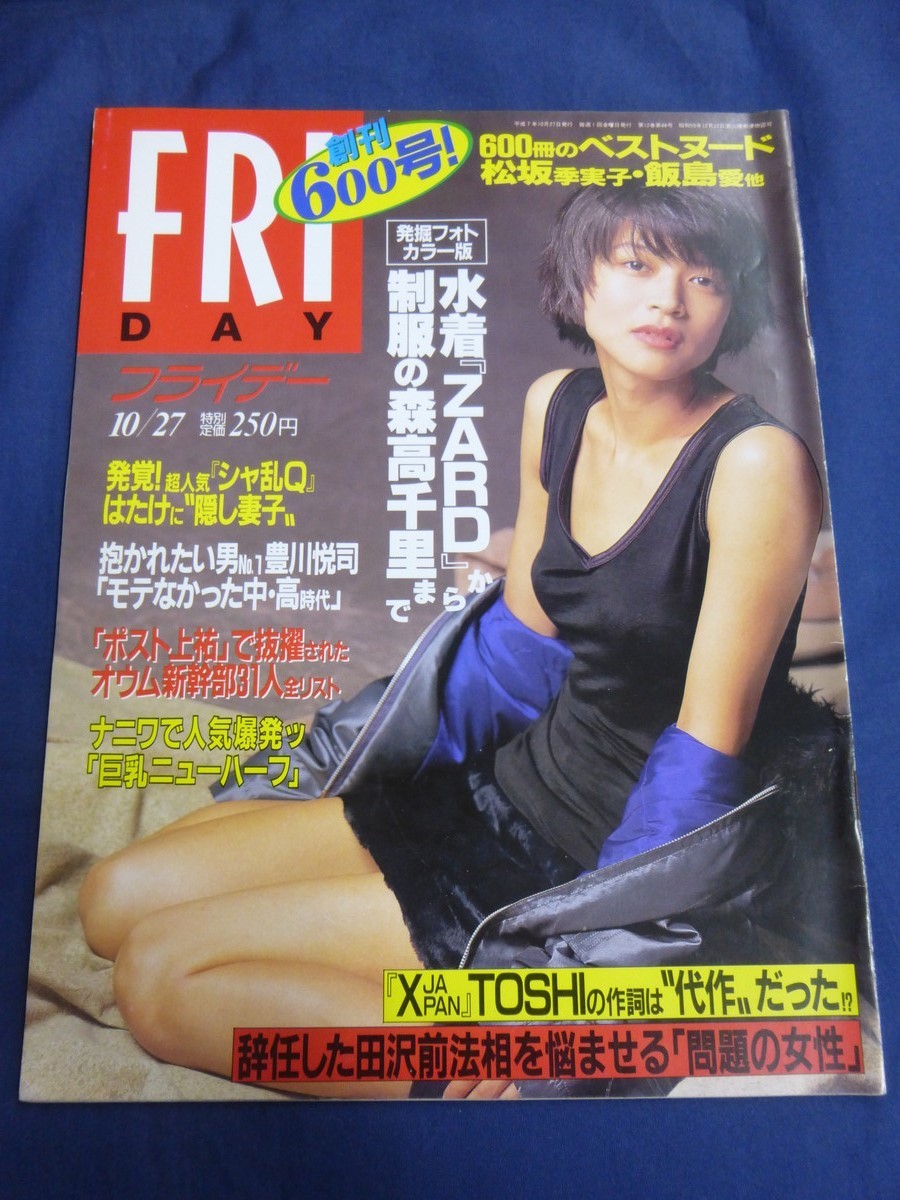 FRI
DAY
フライデー
創刊
600号!
10/27 特別定価 250円
600冊のベストヌード
松坂季実子・飯島愛他
発掘フォト
カラー版
水着『ZARD』から
制服の森高千里まで
発覚!超人気『シャ乱Q』
はたけに〝隠し妻子〟
抱かれたい男No.1豊川悦司
「モテなかった中・高時代」
「ポスト上祐」で抜擢された
オウム新幹部31人全リスト
ナニワで人気爆発ッ
「巨乳ニューハーフ」
『X JAPAN』TOSHIの作詞は〝代作〟だった!?
辞任した田沢前法相を悩ませる「問題の女性」